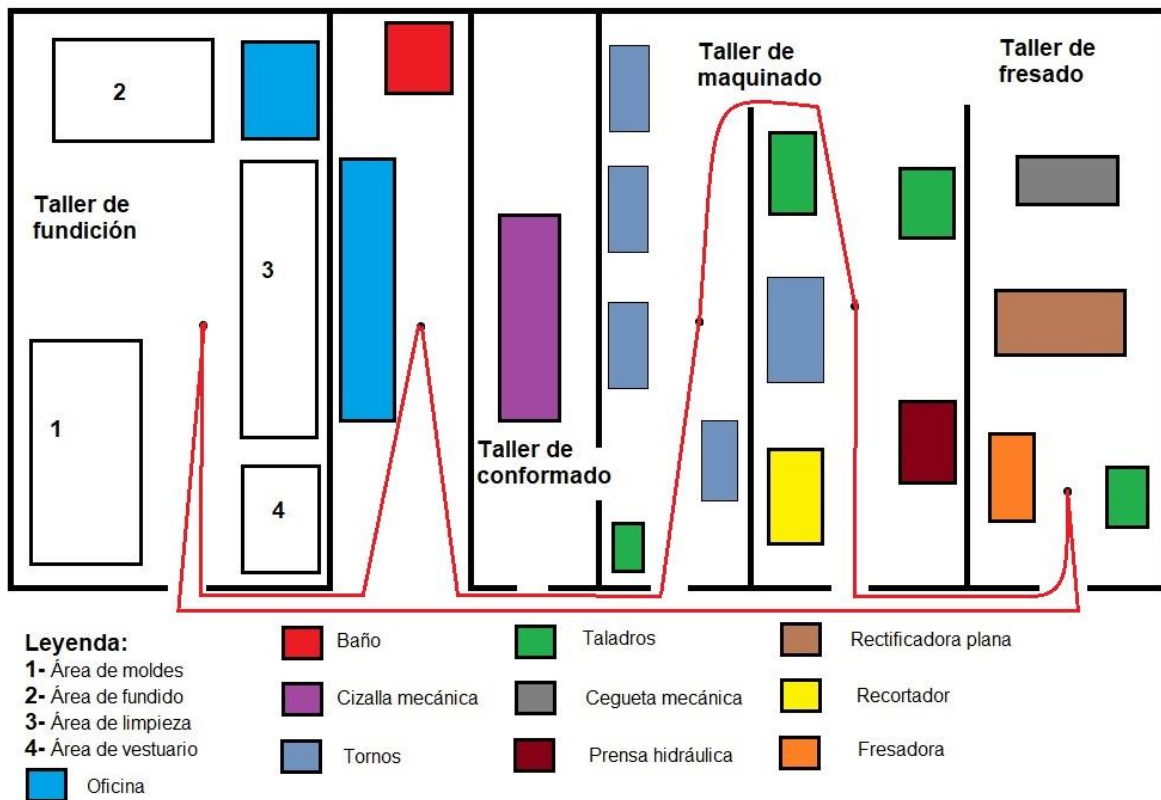 2
Taller de
fundición
3
1
4
Taller de
conformado
Taller de
maquinado
Taller de
fresado
Leyenda:
1- Área de moldes
2- Área de fundido
3- Área de limpieza
4- Área de vestuario
Oficina
Baño
Cizalla mecánica
Tornos
Taladros
Cegueta mecánica
Prensa hidráulica
Rectificadora plana
Recortador
Fresadora